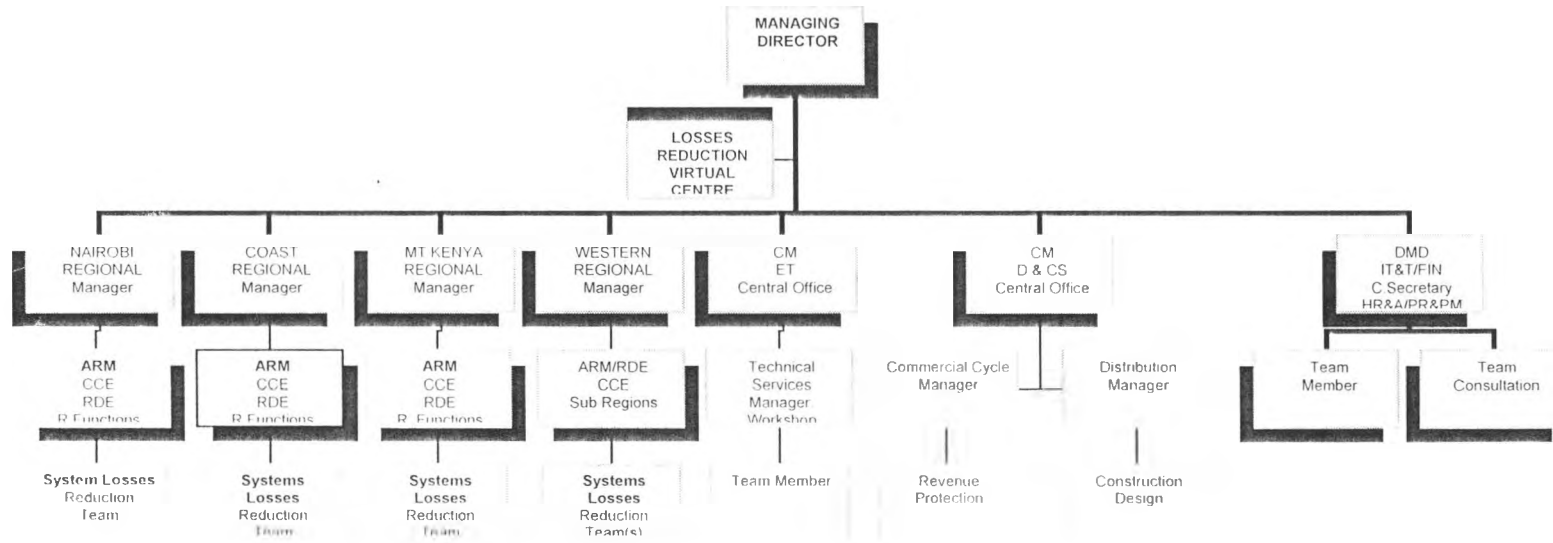 MANAGING
DIRECTOR
LOSSES
REDUCTION
VIRTUAL
CENTRE
NAIROBI
REGIONAL
Manager
COAST
REGIONAL
Manager
MT KENYA
REGIONAL
Manager
WESTERN
REGIONAL
Manager
CM
ET
Central Office
CM
D & CS
Central Office
DMD
IT&T/FIN
C.Secretary
HR&A/PR&PM
ARM
CCE
RDE
R Functions
ARM
CCE
RDE
R Functions
ARM
CCE
RDE
R. Functions
ARM/RDE
CCE
Sub Regions
Technical
Services
Manager
Workshop
Commercial Cycle
Manager
Distribution
Manager
Team
Member
Team
Consultation
System Losses
Reduction
Team
Systems
Losses
Reduction
Team
Systems
Losses
Reduction
Team
Systems
Losses
Reduction
Team(s)
Team Member
Revenue
Protection
Construction
Design